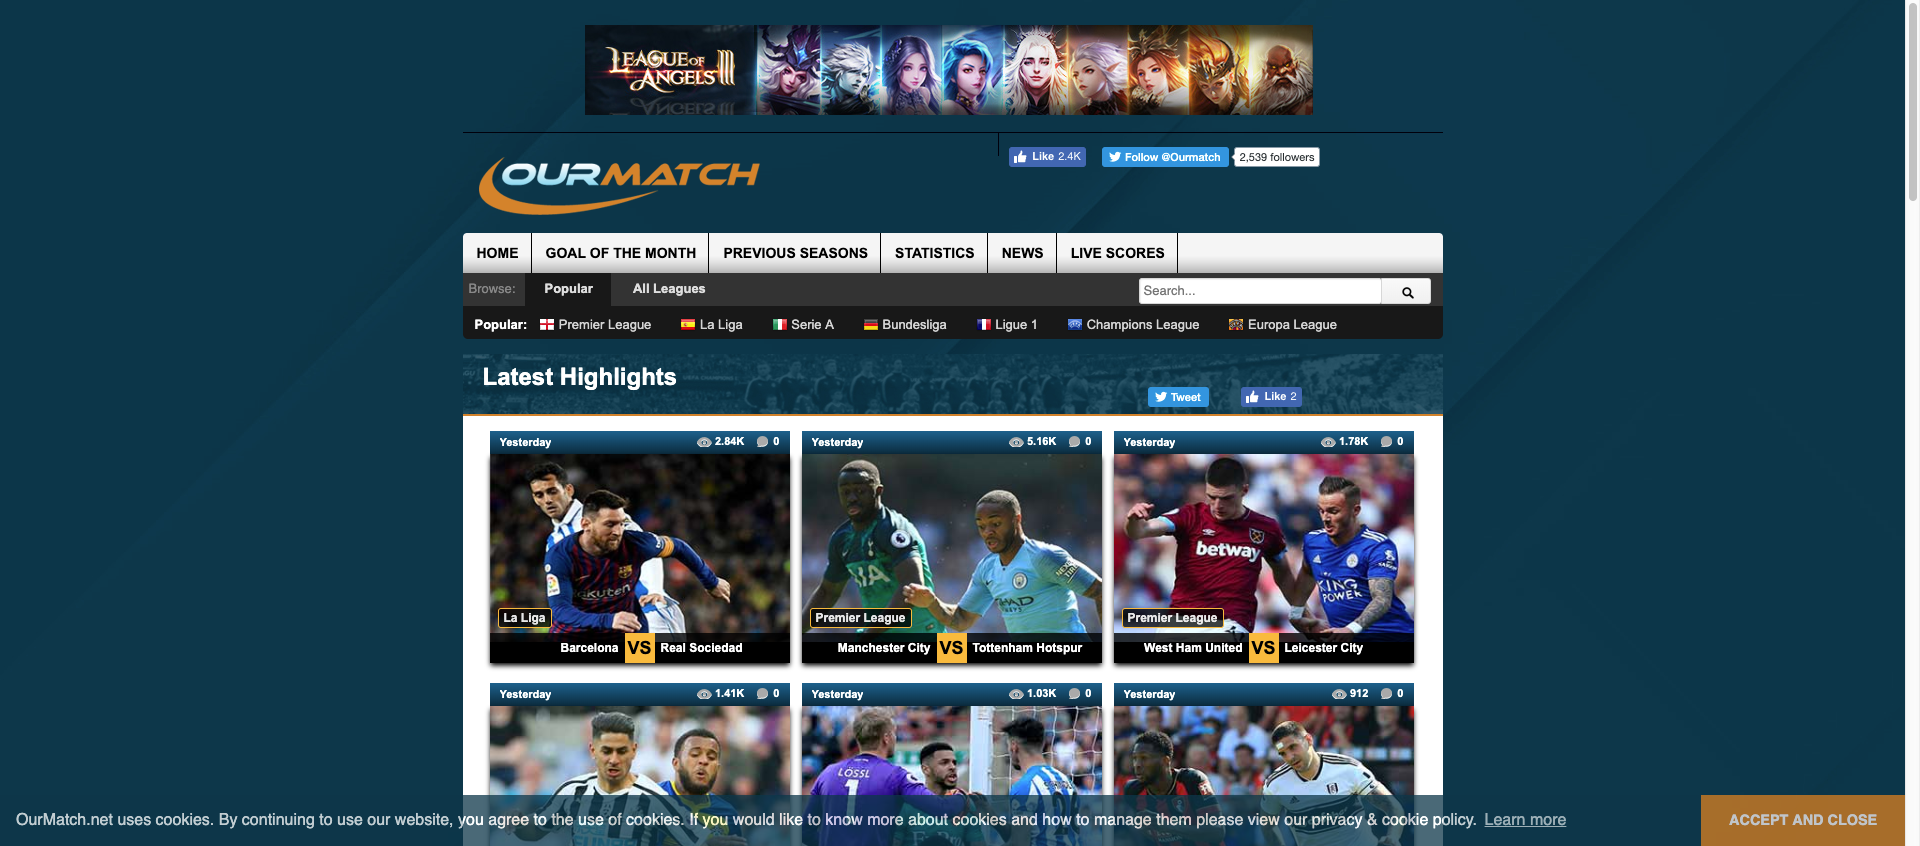 LEAGUE OF ANGELS III
Like 2.4K
Follow @Ourmatch
2,539 followers
OURMATCH
HOME
GOAL OF THE MONTH
PREVIOUS SEASONS
STATISTICS
NEWS
LIVE SCORES
Browse:
Popular
All Leagues
Search...
Popular:
Premier League
La Liga
Serie A
Bundesliga
Ligue 1
Champions League
Europa League
Latest Highlights
Tweet
Like 2
Yesterday 2.84K 0
La Liga
Barcelona VS Real Sociedad
Yesterday 5.16K 0
AIA
Premier League
Manchester City VS Tottenham Hotspur
Yesterday 1.78K 0
betway
KING POWER
Premier League
West Ham United VS Leicester City
Yesterday 1.41K 0
Yesterday 1.03K 0
LÖSSL
1
Yesterday 912 0
OurMatch.net uses cookies. By continuing to use our website, you agree to the use of cookies. If you would like to know more about cookies and how to manage them please view our privacy & cookie policy. Learn more
ACCEPT AND CLOSE